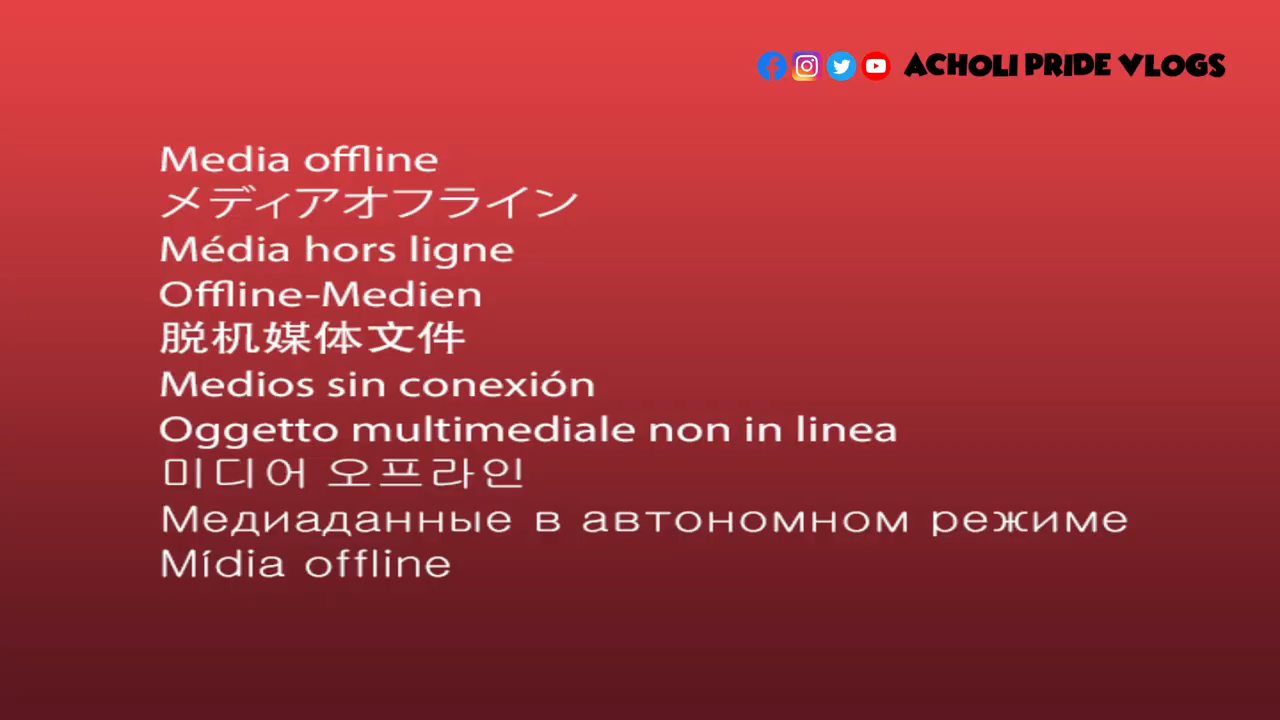 ACHOLI PRIDE VLOGS
Media offline
メディアオフライン
Média hors ligne
Offline-Medien
脱机媒体文件
Medios sin conexión
Oggetto multimediale non in linea
미디어 오프라인
Медиаданные в автономном режиме
Mídia offline